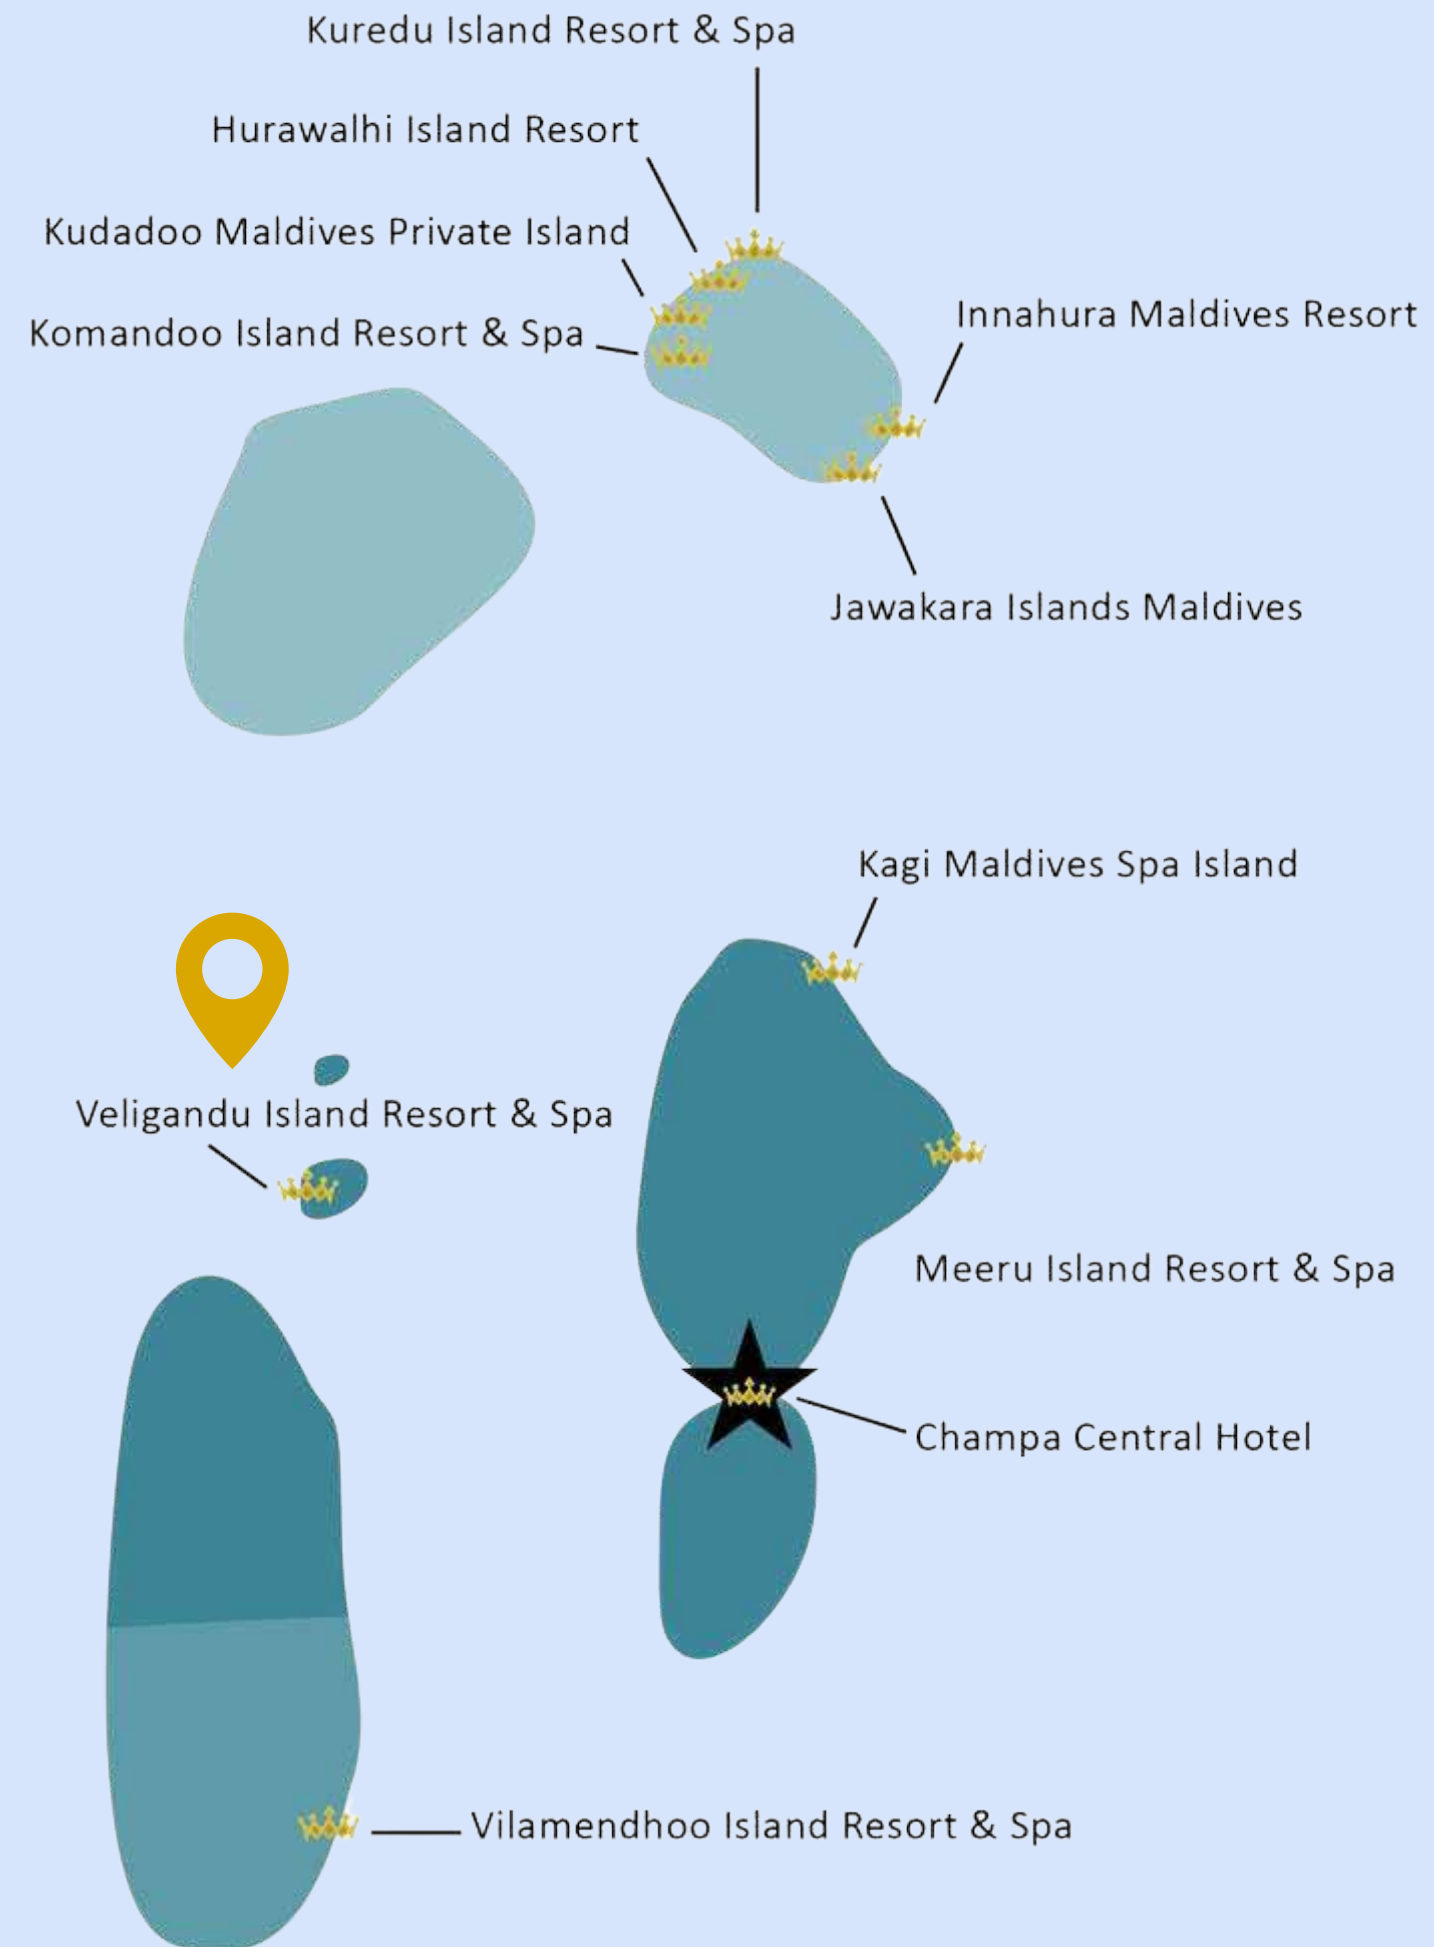 Kuredu Island Resort & Spa
Hurawalhi Island Resort
Kudadoo Maldives Private Island
Innahura Maldives Resort
Komandoo Island Resort & Spa
Jawakara Islands Maldives
Kagi Maldives Spa Island
Veligandu Island Resort & Spa
Meeru Island Resort & Spa
Champa Central Hotel
Vilamendhoo Island Resort & Spa